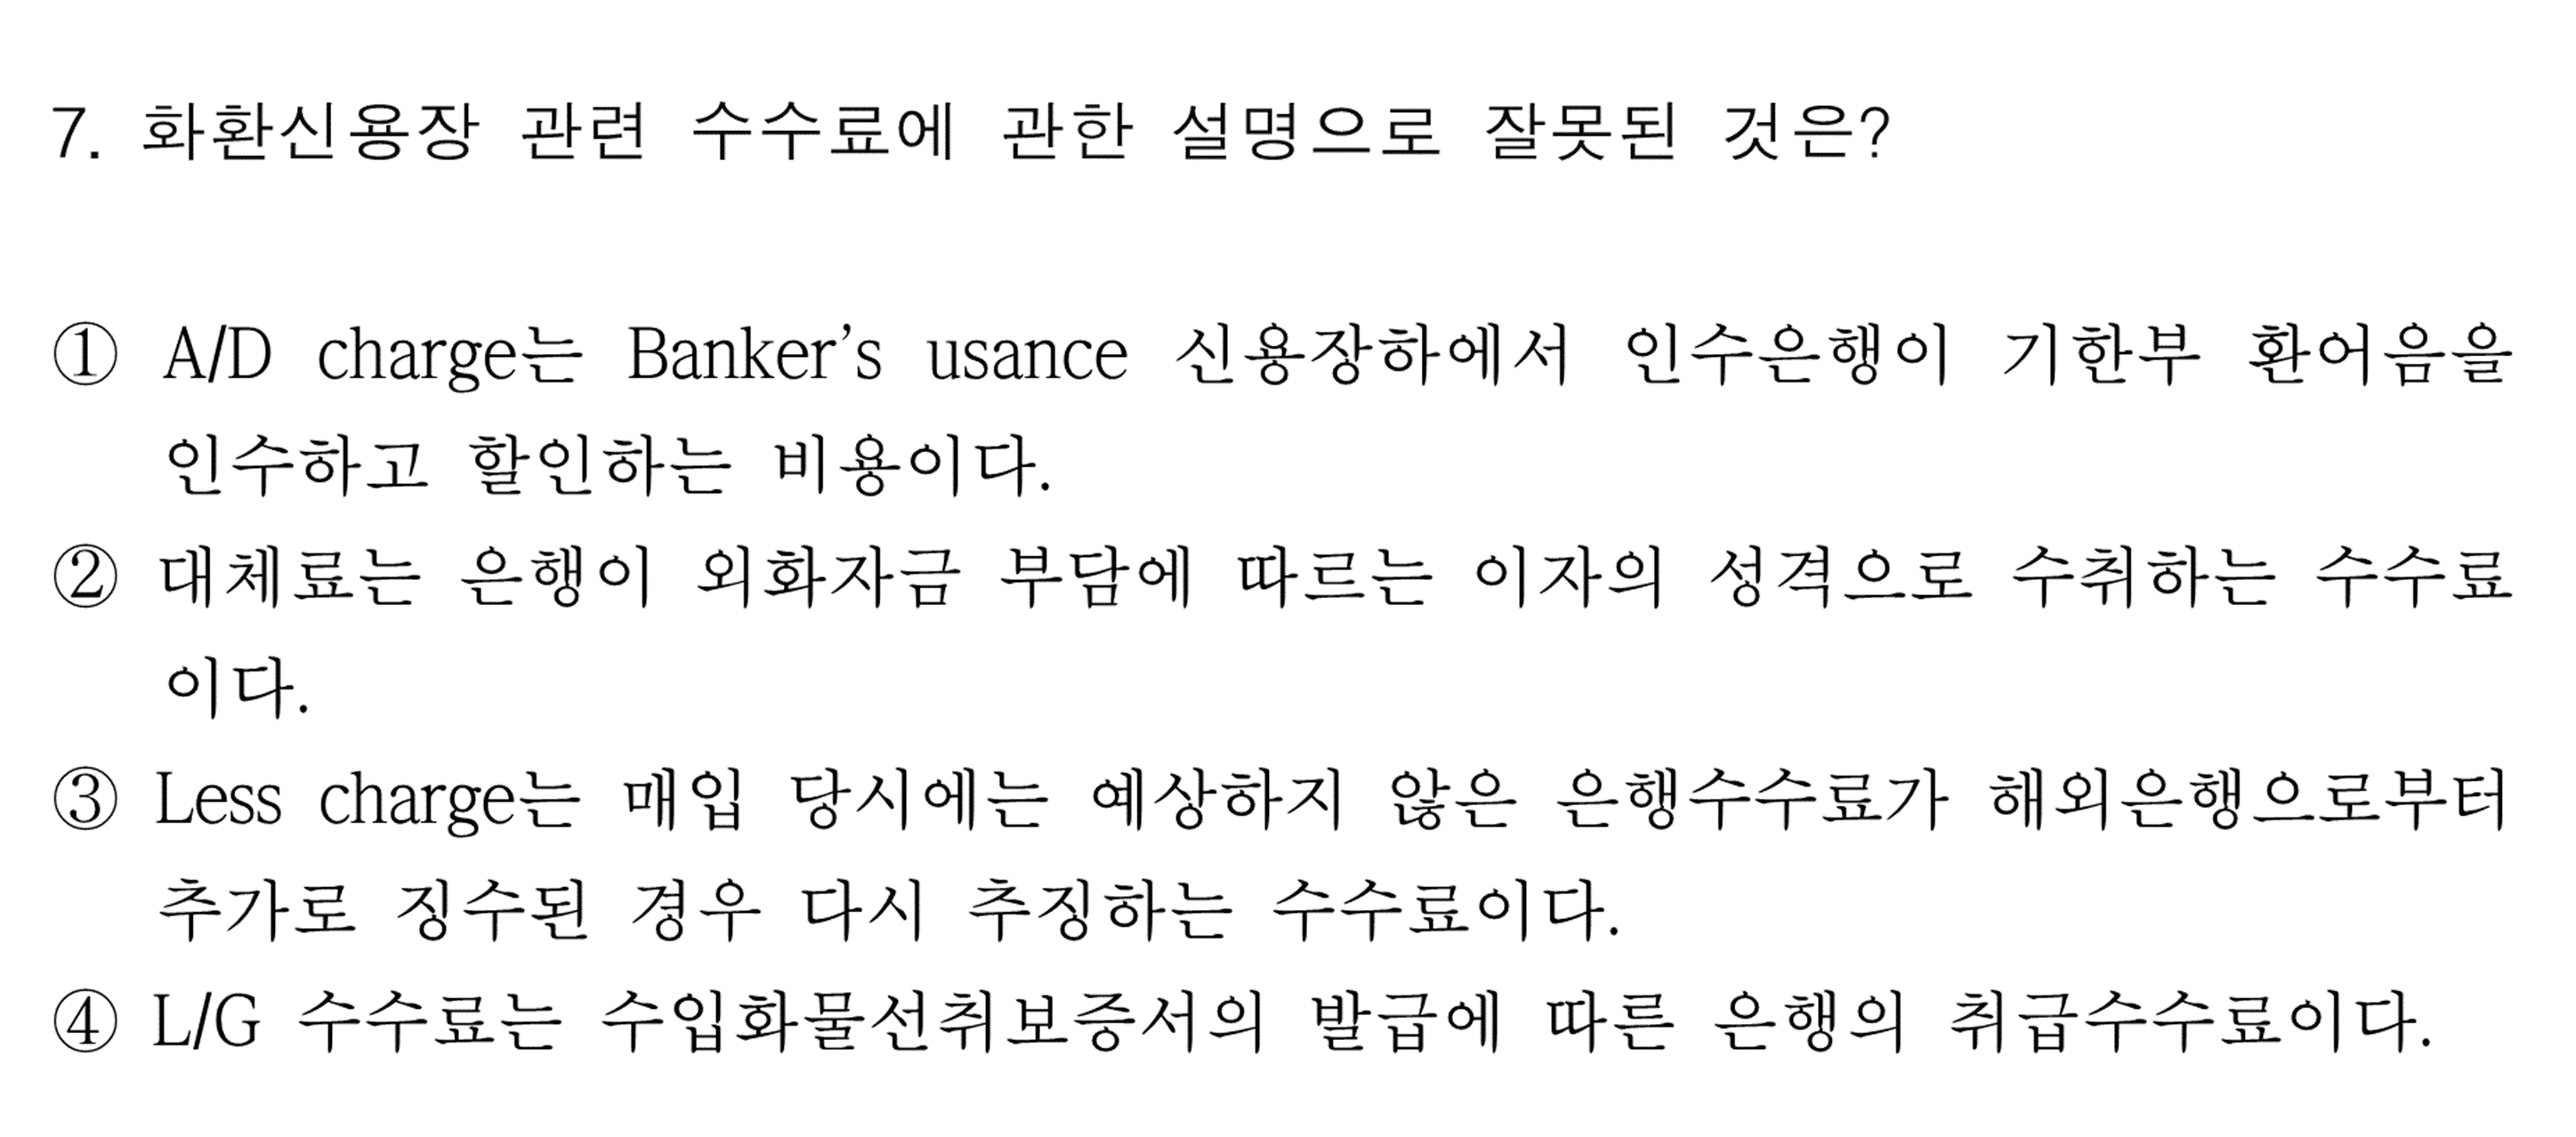 7. 화환신용장 관련 수수료에 관한 설명으로 잘못된 것은?
① A/D charge는 Banker's usance 신용장하에서 인수은행이 기한부 환어음을
인수하고 할인하는 비용이다.
② 대체료는 은행이 외화자금 부담에 따르는 이자의 성격으로 수취하는 수수료
이다.
③ Less charge는 매입 당시에는 예상하지 않은 은행수수료가 해외은행으로부터
추가로 징수된 경우 다시 추징하는 수수료이다.
④ L/G 수수료는 수입화물선취보증서의 발급에 따른 은행의 취급수수료이다.